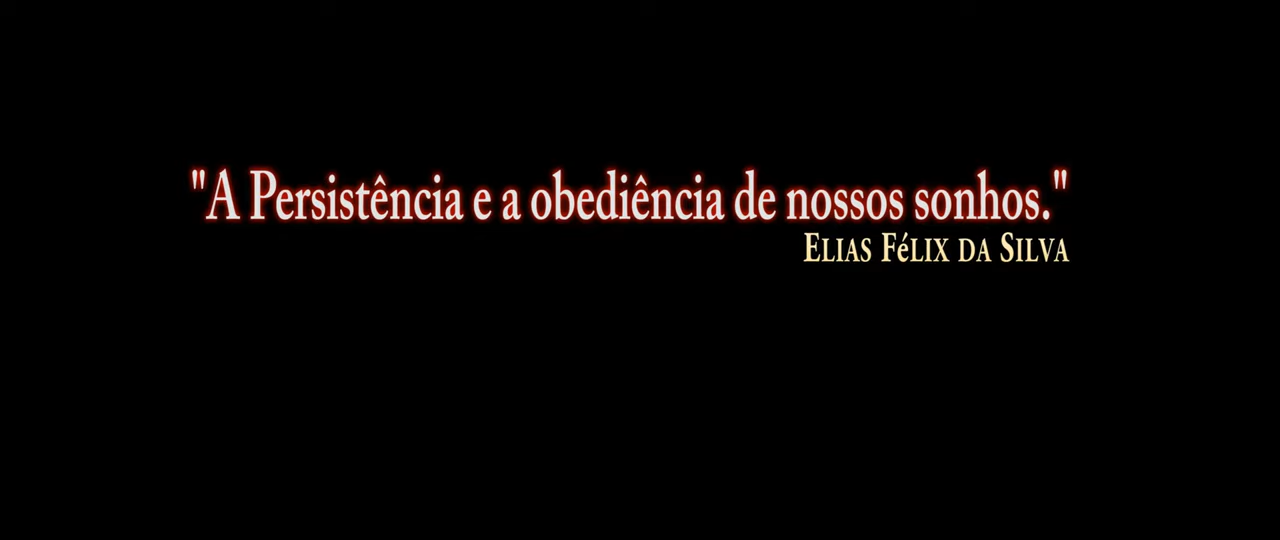 "A Persistência e a obediência de nossos sonhos."
ELIAS FéLIX DA SILVA